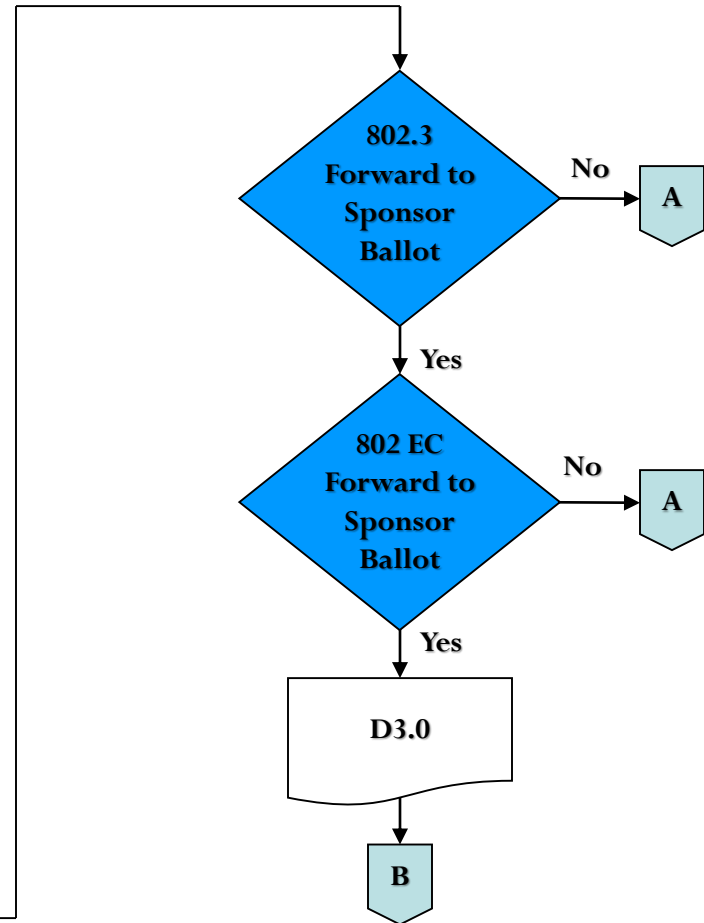 802.3
Forward to
Sponsor
Ballot
No
A
Yes
802 EC
Forward to
Sponsor
Ballot
No
A
Yes
D3.0
B